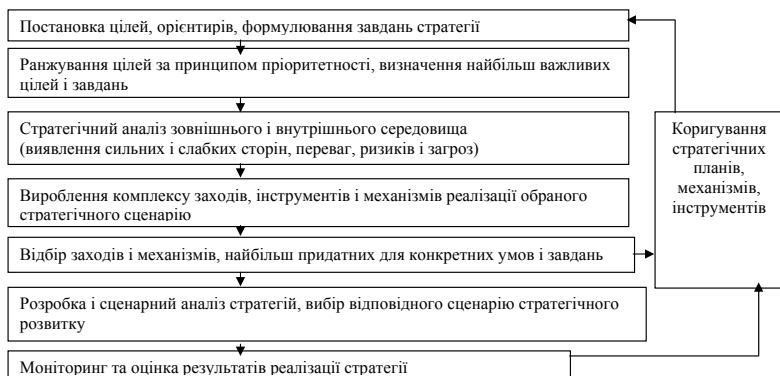 Постановка цілей, орієнтирів, формулювання завдань стратегії
Ранжування цілей за принципом пріоритетності, визначення найбільш важливих
цілей і завдань
Стратегічний аналіз зовнішнього і внутрішнього середовища
(виявлення сильних і слабких сторін, переваг, ризиків і загроз)
Вироблення комплексу заходів, інструментів і механізмів реалізації обраного
стратегічного сценарію
Відбір заходів і механізмів, найбільш придатних для конкретних умов і завдань
Розробка і сценарний аналіз стратегій, вибір відповідного сценарію стратегічного
розвитку
Моніторинг та оцінка результатів реалізації стратегії
Коригування
стратегічних
планів,
механізмів,
інструментів